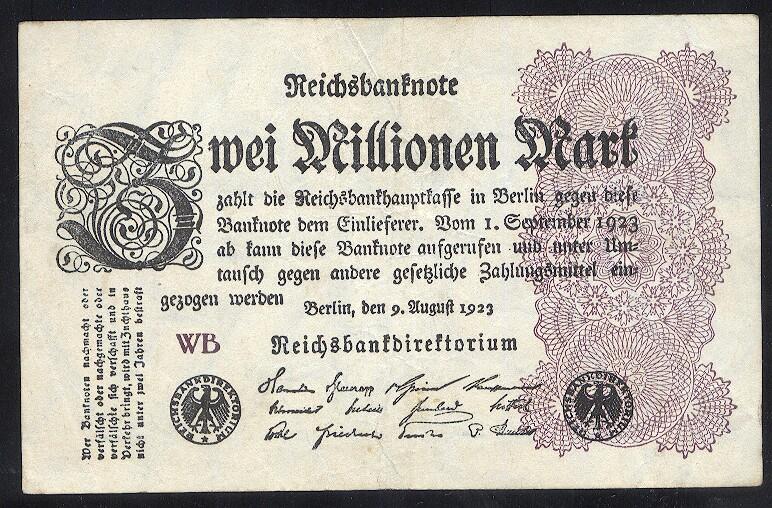 Reichsbanknote
Zwei Millionen Mark
zahlt die Reichsbankhauptkasse in Berlin gegen diese
Banknote dem Einlieferer. Vom 1. September 1923
ab kann diese Banknote aufgerufen und unter Um-
tausch gegen andere gesetzliche Zahlungsmittel ein-
gezogen werden
Berlin, den 9. August 1923
WB
Reichsbankdirektorium
Wer Banknoten nachmacht oder
verfälscht oder nachgemachte oder
verfälschte sich verschafft und in
Verkehr bringt, wird mit Zuchthaus
nicht unter zwei Jahren bestraft
REICHSBANKDIREKTORIUM
REICHSBANKDIREKTORIUM